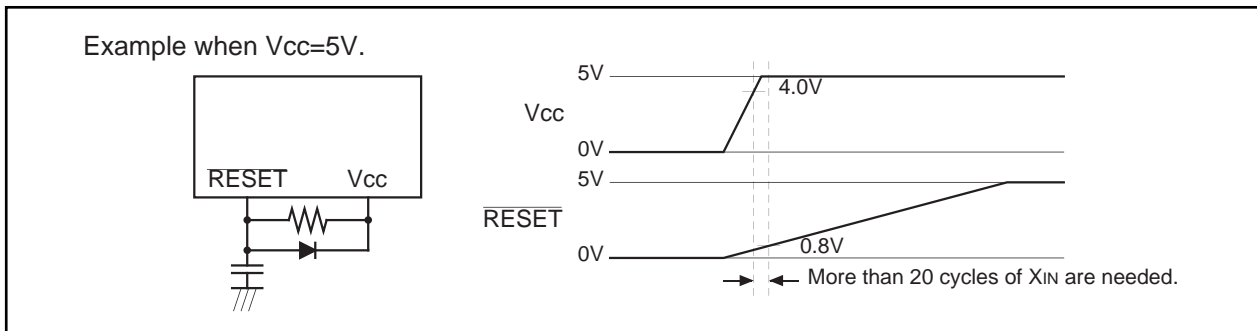 Example when Vcc=5V.
RESET Vcc
5V
4.0V
Vcc
0V
5V
RESET
0.8V
0V
More than 20 cycles of XIN are needed.